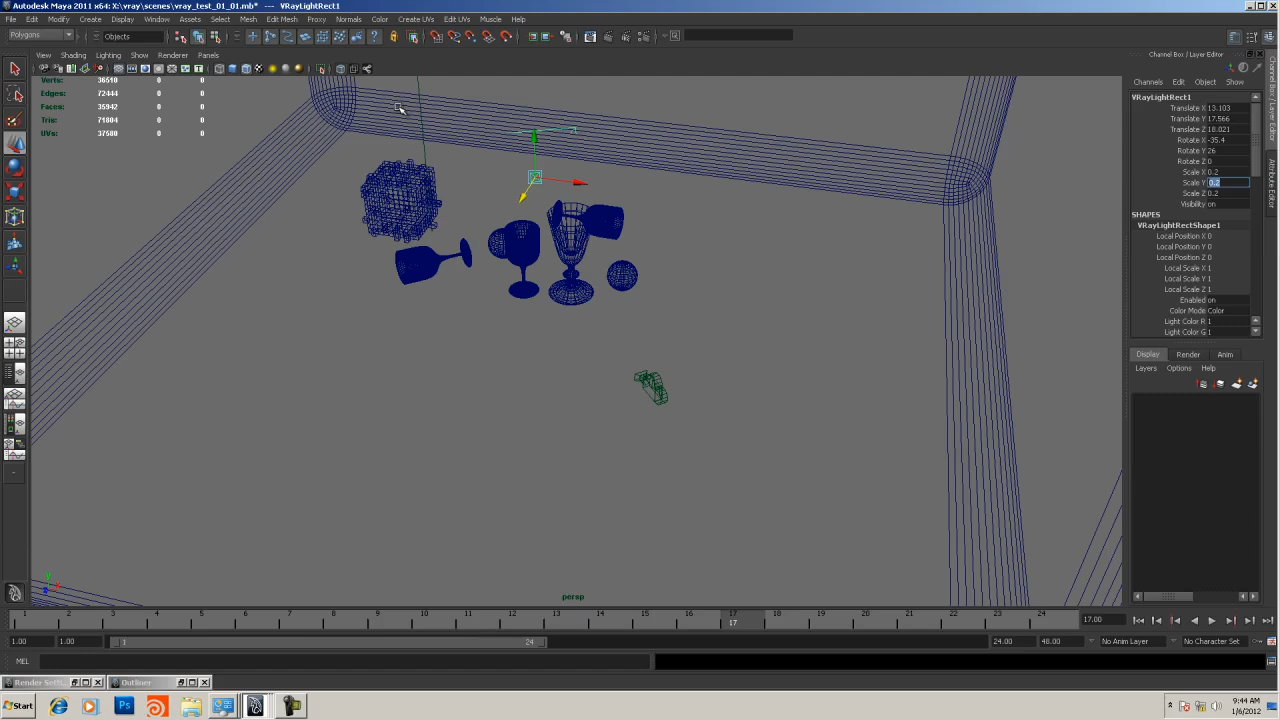 Autodesk Maya 2011 x64: X:\vray\scenes\vray_test_01_01.mb*   ---   VRayLightRect1
File Edit Modify Create Display Window Assets Select Mesh Edit Mesh Proxy Normals Color Create UVs Edit UVs Muscle Help
Polygons Objects
View Shading Lighting Show Renderer Panels
Channel Box / Layer Editor
Verts: 36510 0 0
Edges: 72444 0 0
Faces: 35942 0 0
Tris: 71804 0 0
UVs: 37580 0 0
Channels Edit Object Show
VRayLightRect1
Translate X 13.103
Translate Y 17.566
Translate Z 18.021
Rotate X -35.4
Rotate Y 26
Rotate Z 0
Scale X 0.2
Scale Y 0.2
Scale Z 0.2
Visibility on
SHAPES
VRayLightRectShape1
Local Position X 0
Local Position Y 0
Local Position Z 0
Local Scale X 1
Local Scale Y 1
Local Scale Z 1
Enabled on
Color Mode Color
Light Color R 1
Light Color G 1
Channel Box / Layer Editor
Attribute Editor
Display Render Anim
Layers Options Help
persp
1 2 3 4 5 6 7 8 9 10 11 12 13 14 15 16 17 18 19 20 21 22 23 24
17
17.00
1.00 1.00 1 24 24.00 48.00 No Anim Layer No Character Set
MEL
Render Sett... Outliner
Start
9:44 AM
1/6/2012